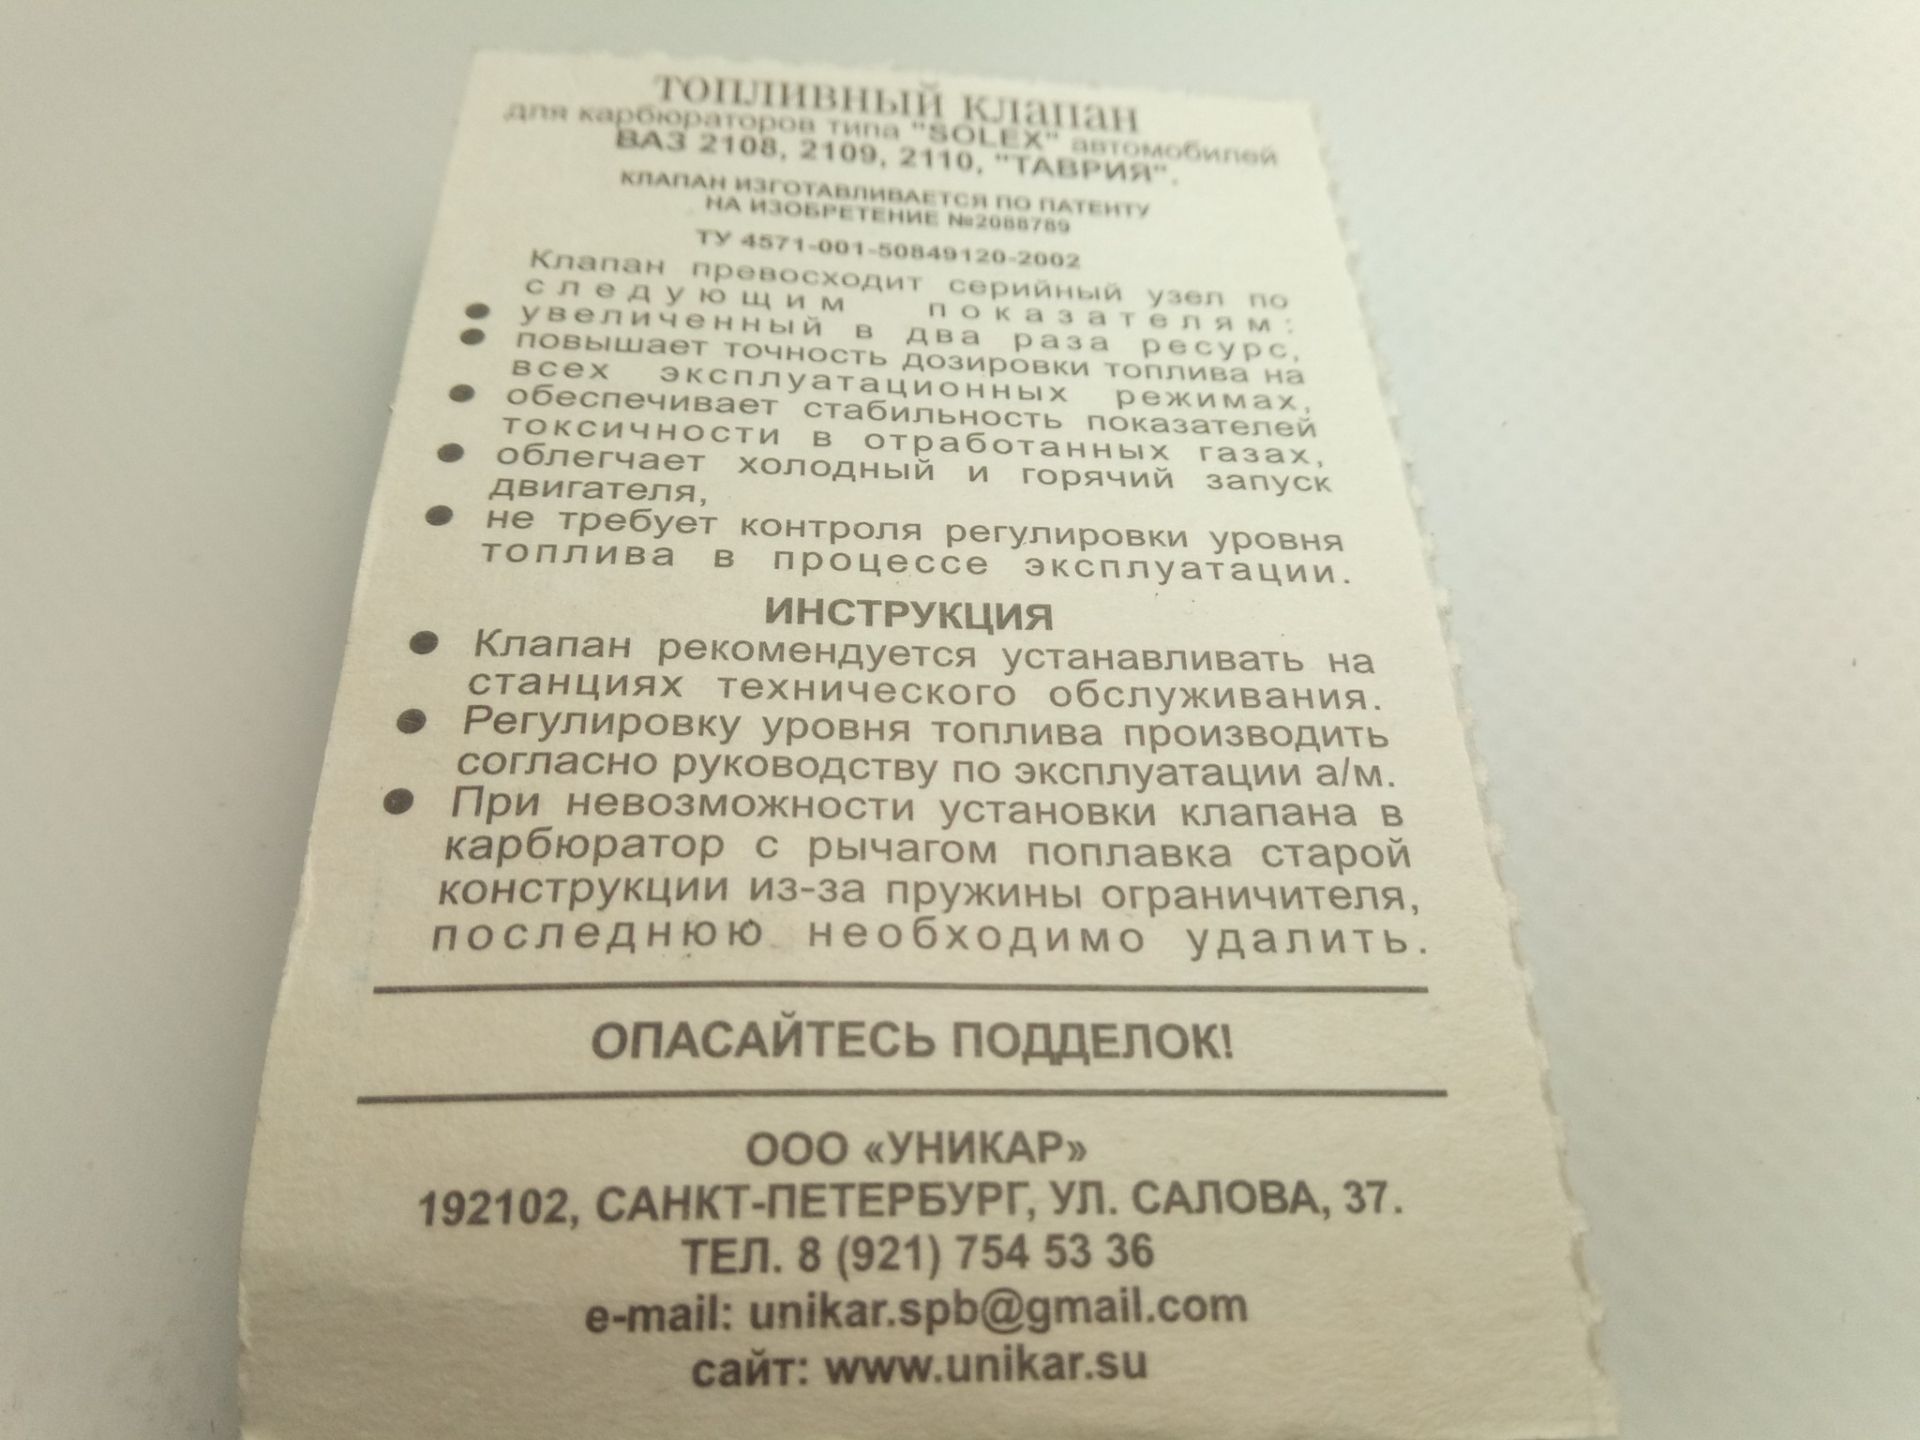 ТОПЛИВНЫЙ КЛАПАН
для карбюраторов типа "SOLEX" автомобилей
ВАЗ 2108, 2109, 2110, "ТАВРИЯ".
КЛАПАН ИЗГОТАВЛИВАЕТСЯ ПО ПАТЕНТУ
НА ИЗОБРЕТЕНИЕ №2088789
ТУ 4571-001-50849120-2002
Клапан превосходит серийный узел по
следующим показателям:
● увеличенный в два раза ресурс,
● повышает точность дозировки топлива на
всех эксплуатационных режимах,
● обеспечивает стабильность показателей
токсичности в отработанных газах,
● облегчает холодный и горячий запуск
двигателя,
● не требует контроля регулировки уровня
топлива в процессе эксплуатации.
ИНСТРУКЦИЯ
● Клапан рекомендуется устанавливать на
станциях технического обслуживания.
● Регулировку уровня топлива производить
согласно руководству по эксплуатации а/м.
● При невозможности установки клапана в
карбюратор с рычагом поплавка старой
конструкции из-за пружины ограничителя,
последнюю необходимо удалить.
ОПАСАЙТЕСЬ ПОДДЕЛОК!
ООО «УНИКАР»
192102, САНКТ-ПЕТЕРБУРГ, УЛ. САЛОВА, 37.
ТЕЛ. 8 (921) 754 53 36
e-mail: unikar.spb@gmail.com
сайт: www.unikar.su